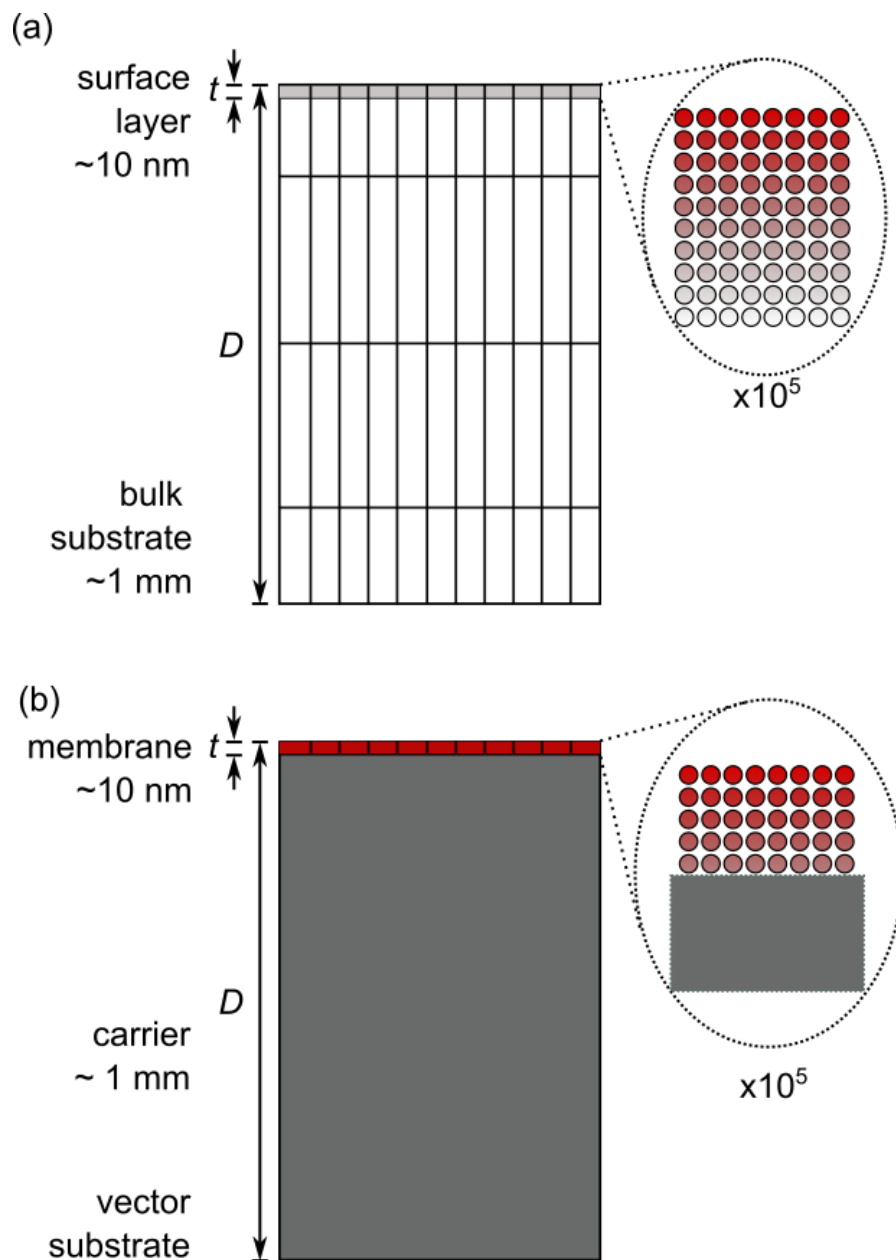 (a)
surface
layer
~10 nm
t
D
bulk
substrate
~1 mm
x10⁵
(b)
membrane
~10 nm
t
D
carrier
~ 1 mm
vector
substrate
x10⁵